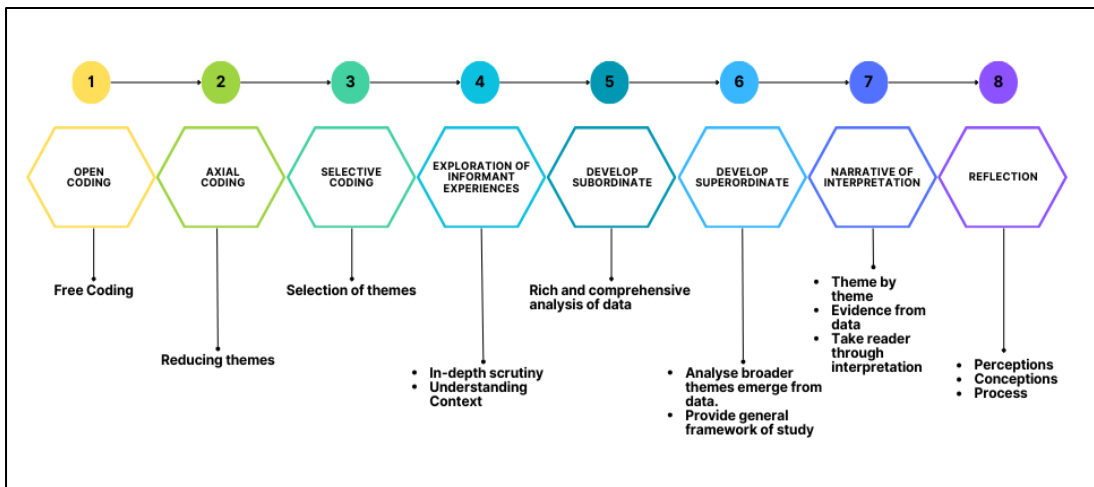 1
2
3
4
5
6
7
8
OPEN
CODING
AXIAL
CODING
SELECTIVE
CODING
EXPLORATION OF
INFORMANT
EXPERIENCES
DEVELOP
SUBORDINATE
DEVELOP
SUPERORDINATE
NARRATIVE OF
INTERPRETATION
REFLECTION
Free Coding
Reducing themes
Selection of themes
• In-depth scrutiny
• Understanding
Context
Rich and comprehensive
analysis of data
• Analyse broader
themes emerge from
data.
• Provide general
framework of study
• Theme by
theme
• Evidence from
data
• Take reader
through
interpretation
• Perceptions
• Conceptions
• Process